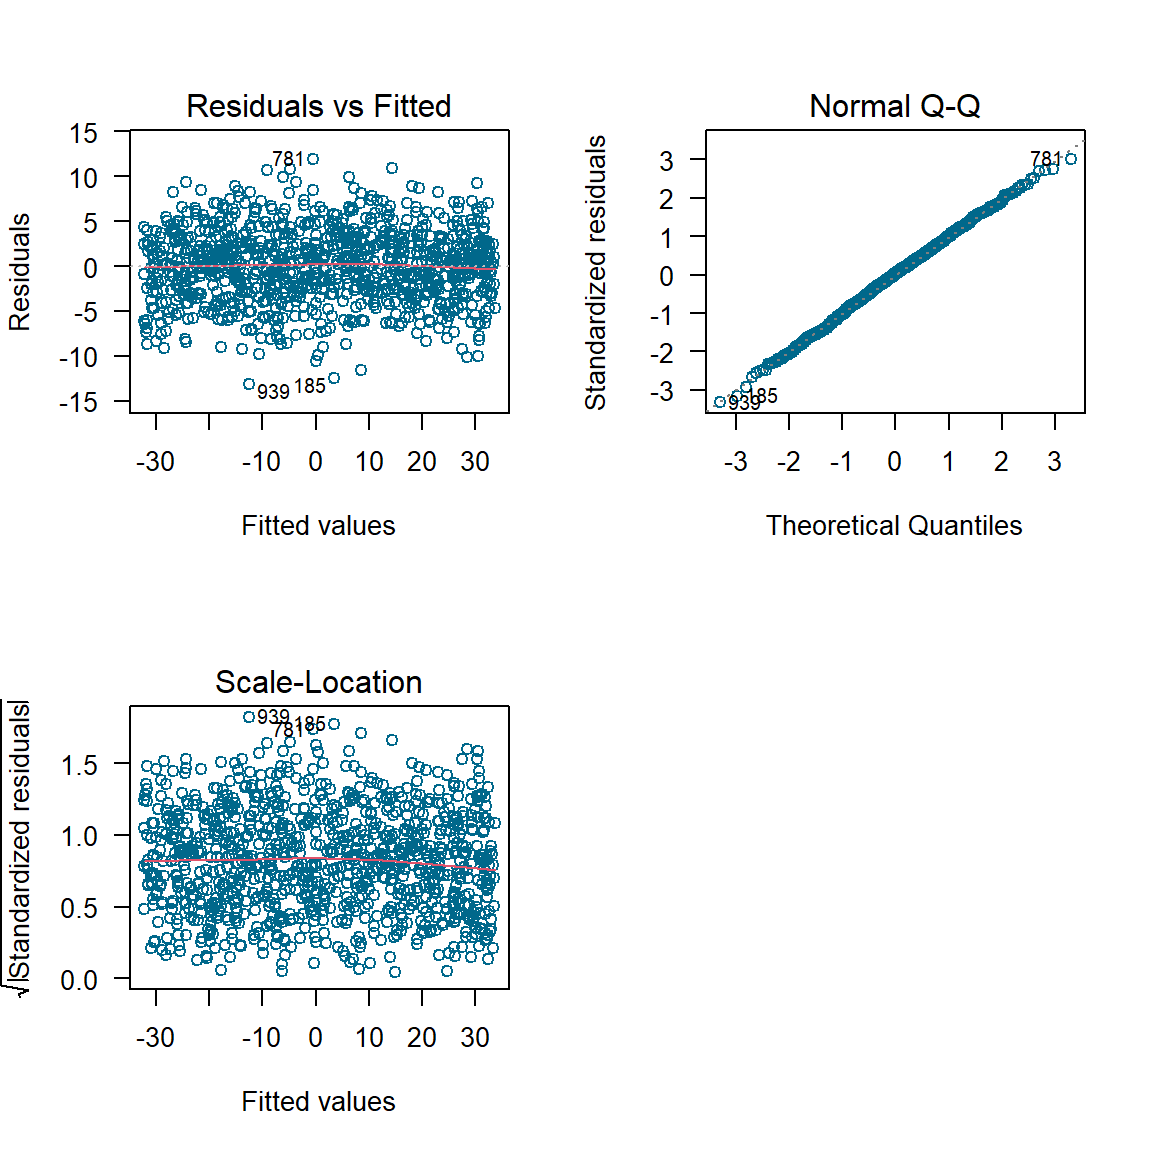 Residuals vs Fitted
Residuals
15
10
5
0
-5
-10
-15
781
939
185
-30 -10 0 10 20 30
Fitted values
Normal Q-Q
Standardized residuals
3
2
1
0
-1
-2
-3
781
939
185
-3 -2 -1 0 1 2 3
Theoretical Quantiles
Scale-Location
√|Standardized residuals|
1.5
1.0
0.5
0.0
939
185
781
-30 -10 0 10 20 30
Fitted values